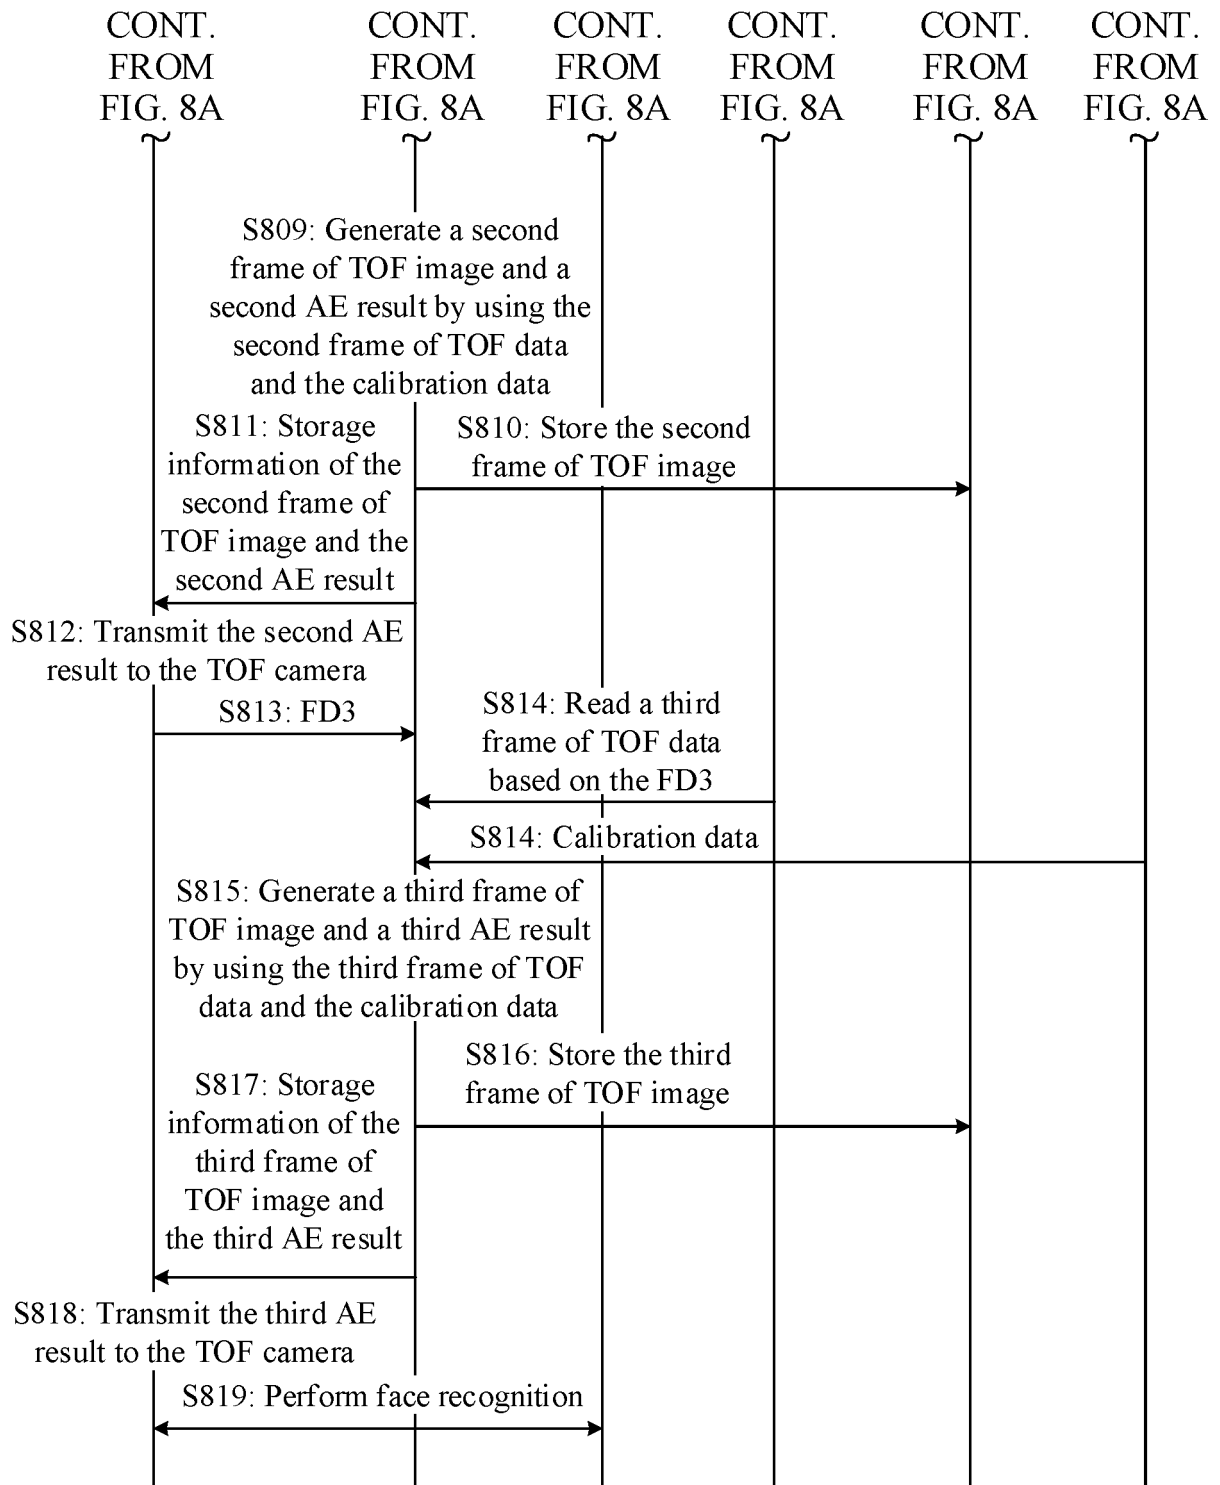 CONT. FROM FIG. 8A
CONT. FROM FIG. 8A
CONT. FROM FIG. 8A
CONT. FROM FIG. 8A
CONT. FROM FIG. 8A
CONT. FROM FIG. 8A
S809: Generate a second
frame of TOF image and a
second AE result by using the
second frame of TOF data
and the calibration data
S811: Storage
information of the
second frame of
TOF image and the
second AE result
S810: Store the second
frame of TOF image
S812: Transmit the second AE
result to the TOF camera
S813: FD3
S814: Read a third
frame of TOF data
based on the FD3
S814: Calibration data
S815: Generate a third frame of
TOF image and a third AE result
by using the third frame of TOF
data and the calibration data
S816: Store the third
frame of TOF image
S817: Storage
information of the
third frame of
TOF image and
the third AE result
S818: Transmit the third AE
result to the TOF camera
S819: Perform face recognition